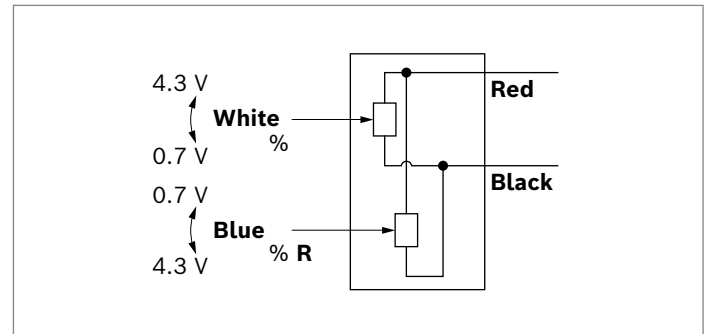 4.3 V
Red
White
%
0.7 V
Black
0.7 V
Blue
% R
4.3 V